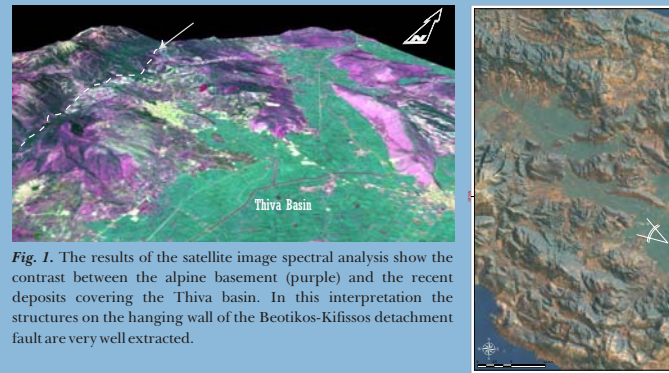 N
Thiva Basin
Fig. 1. The results of the satellite image spectral analysis show the
contrast between the alpine basement (purple) and the recent
deposits covering the Thiva basin. In this interpretation the
structures on the hanging wall of the Beotikos-Kifissos detachment
fault are very well extracted.